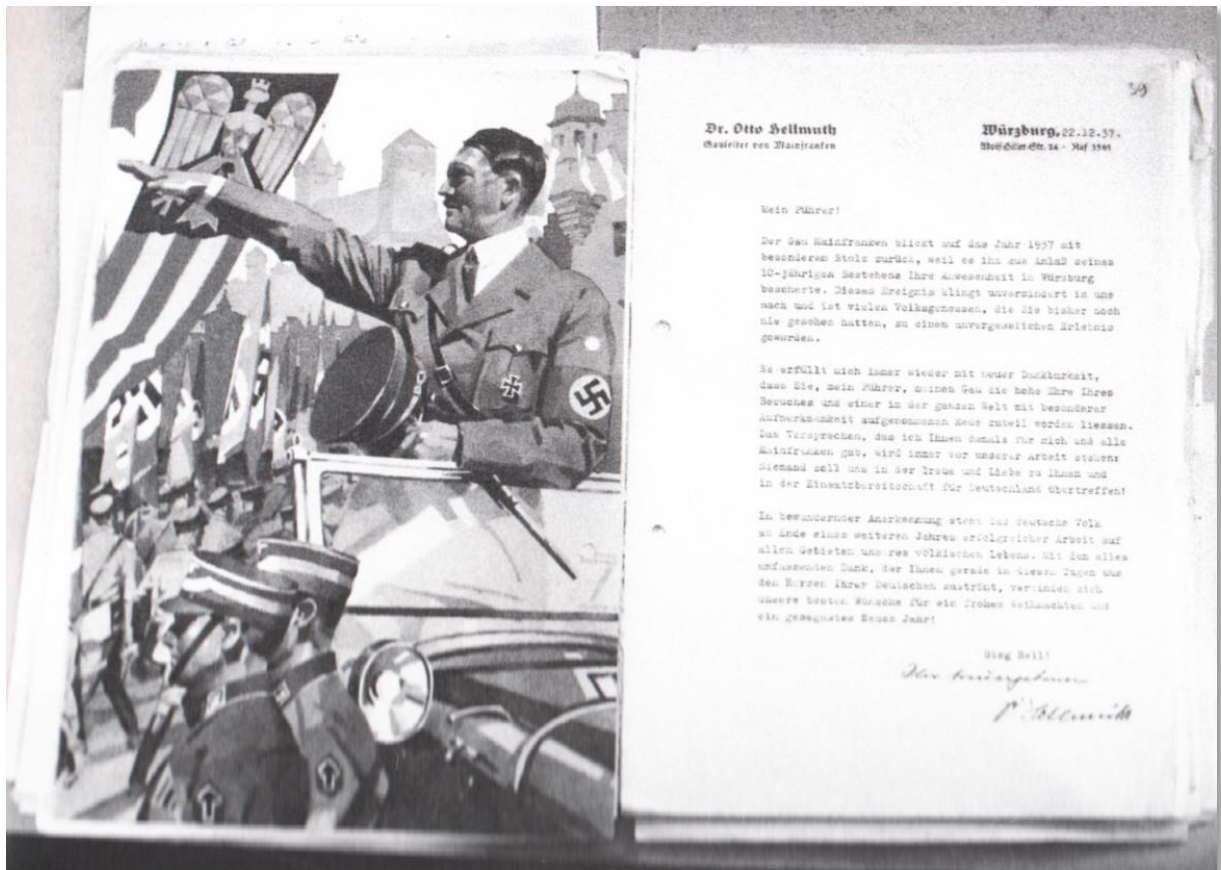 39
Dr. Otto Hellmuth
Gauleiter von Mainfranken
Würzburg, 22.12.37.
Adolf-Hitler-Str. 24 - Ruf 3595
Mein Führer!
Der Gau Mainfranken blickt auf das Jahr 1937 mit
besonderem Stolz zurück, weil es ihm aus Anlaß seines
10-jährigen Bestehens Ihre Anwesenheit in Würzburg
bescherte. Dieses Ereignis klingt unvermindert in uns
nach und ist vielen Volksgenossen, die Sie bisher noch
nie gesehen hatten, zu einem unvergesslichen Erlebnis
geworden.
Es erfüllt mich immer wieder mit neuer Dankbarkeit,
dass Sie, mein Führer, meinem Gau die hohe Ehre Ihres
Besuches und einer in der ganzen Welt mit besonderer
Aufmerksamkeit aufgenommenen Rede zuteil werden liessen.
Das Versprechen, das ich Ihnen damals für mich und alle
Mainfranken gab, wird immer vor unserer Arbeit stehen:
Niemand soll uns in der Treue und Liebe zu Ihnen und
in der Einsatzbereitschaft für Deutschland übertreffen!
In bewundernder Anerkennung steht das deutsche Volk
am Ende eines weiteren Jahres erfolgreicher Arbeit auf
allen Gebieten unseres völkischen Lebens. Mit dem alles
umfassenden Dank, der Ihnen gerade in diesen Tagen aus
den Herzen Ihrer Deutschen zuströmt, verbinden sich
unsere besten Wünsche für ein frohes Weihnachten und
ein gesegnetes Neues Jahr!
Sieg Heil!
Ihr treuergebener
Dr. Hellmuth